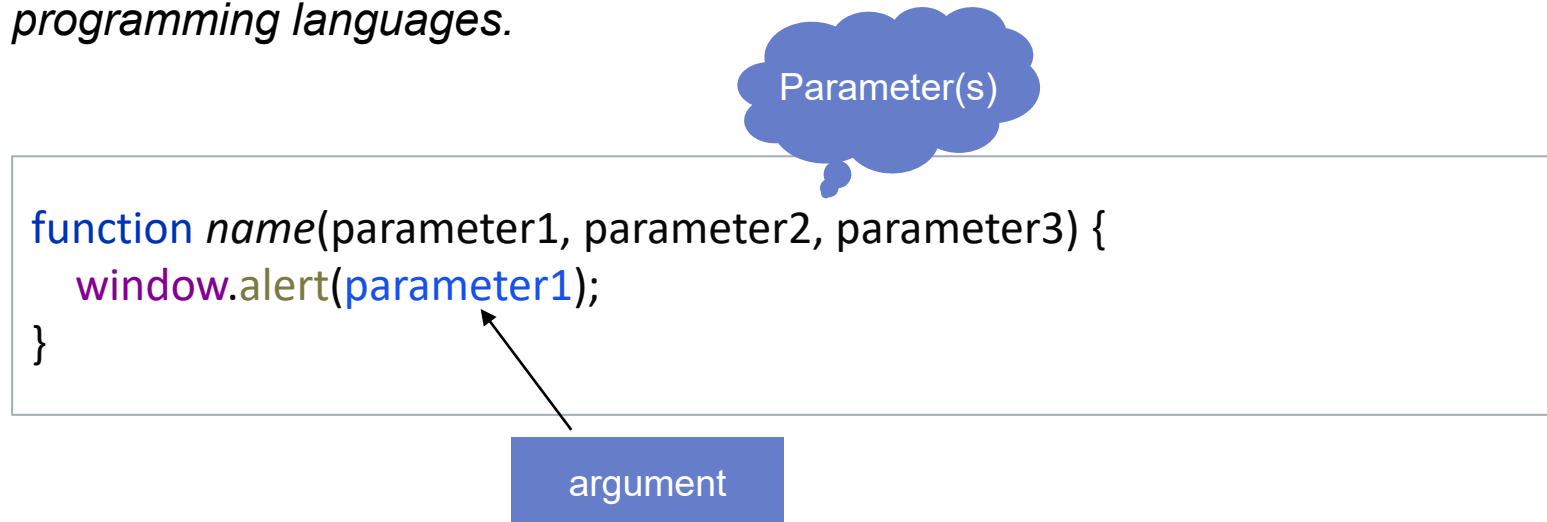 programming languages.
Parameter(s)
function name(parameter1, parameter2, parameter3) {
window.alert(parameter1);
}
argument